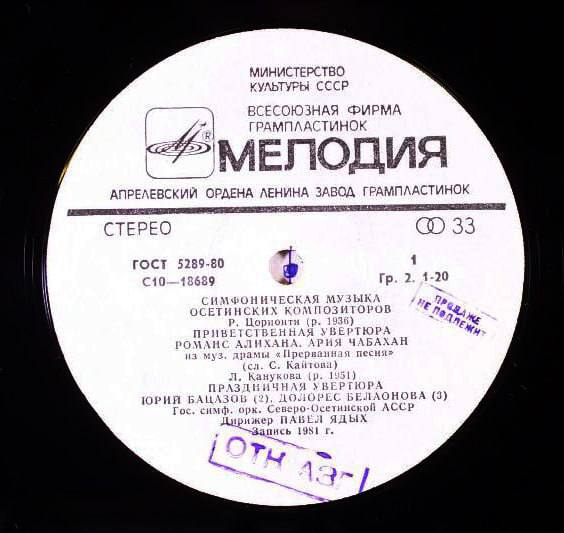 МИНИСТЕРСТВО
КУЛЬТУРЫ СССР
ВСЕСОЮЗНАЯ ФИРМА
ГРАМПЛАСТИНОК
®
МЕЛОДИЯ
АПРЕЛЕВСКИЙ ОРДЕНА ЛЕНИНА ЗАВОД ГРАМПЛАСТИНОК
СТЕРЕО 33
ГОСТ 5289-80 1
С10—18689 Гр. 2. 1-20
СИМФОНИЧЕСКАЯ МУЗЫКА
ОСЕТИНСКИХ КОМПОЗИТОРОВ
Р. Цорионти (р. 1936)
ПРИВЕТСТВЕННАЯ УВЕРТЮРА
РОМАНС АЛИХАНА. АРИЯ ЧАБАХАН
из муз. драмы «Прерванная песня»
(сл. С. Кайтова)
Л. Канукова (р. 1951)
ПРАЗДНИЧНАЯ УВЕРТЮРА
ЮРИЙ БАЦАЗОВ (2), ДОЛОРЕС БЕЛАОНОВА (3)
Гос. симф. орк. Северо-Осетинской АССР
Дирижер ПАВЕЛ ЯДЫХ
Запись 1981 г.
ПРОДАЖЕ
НЕ ПОДЛЕЖИТ
ОТН АЗГ